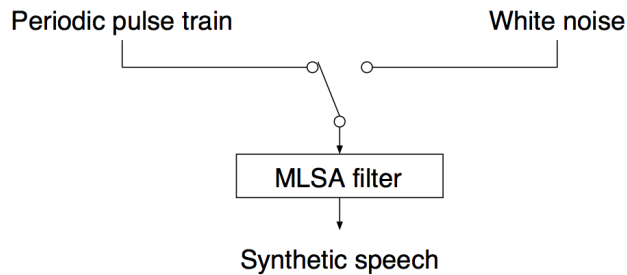 Periodic pulse train
White noise
MLSA filter
Synthetic speech